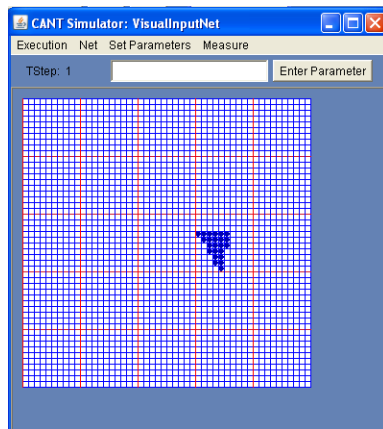 CANT Simulator: VisualInputNet
Execution Net Set Parameters Measure
TStep: 1 Enter Parameter